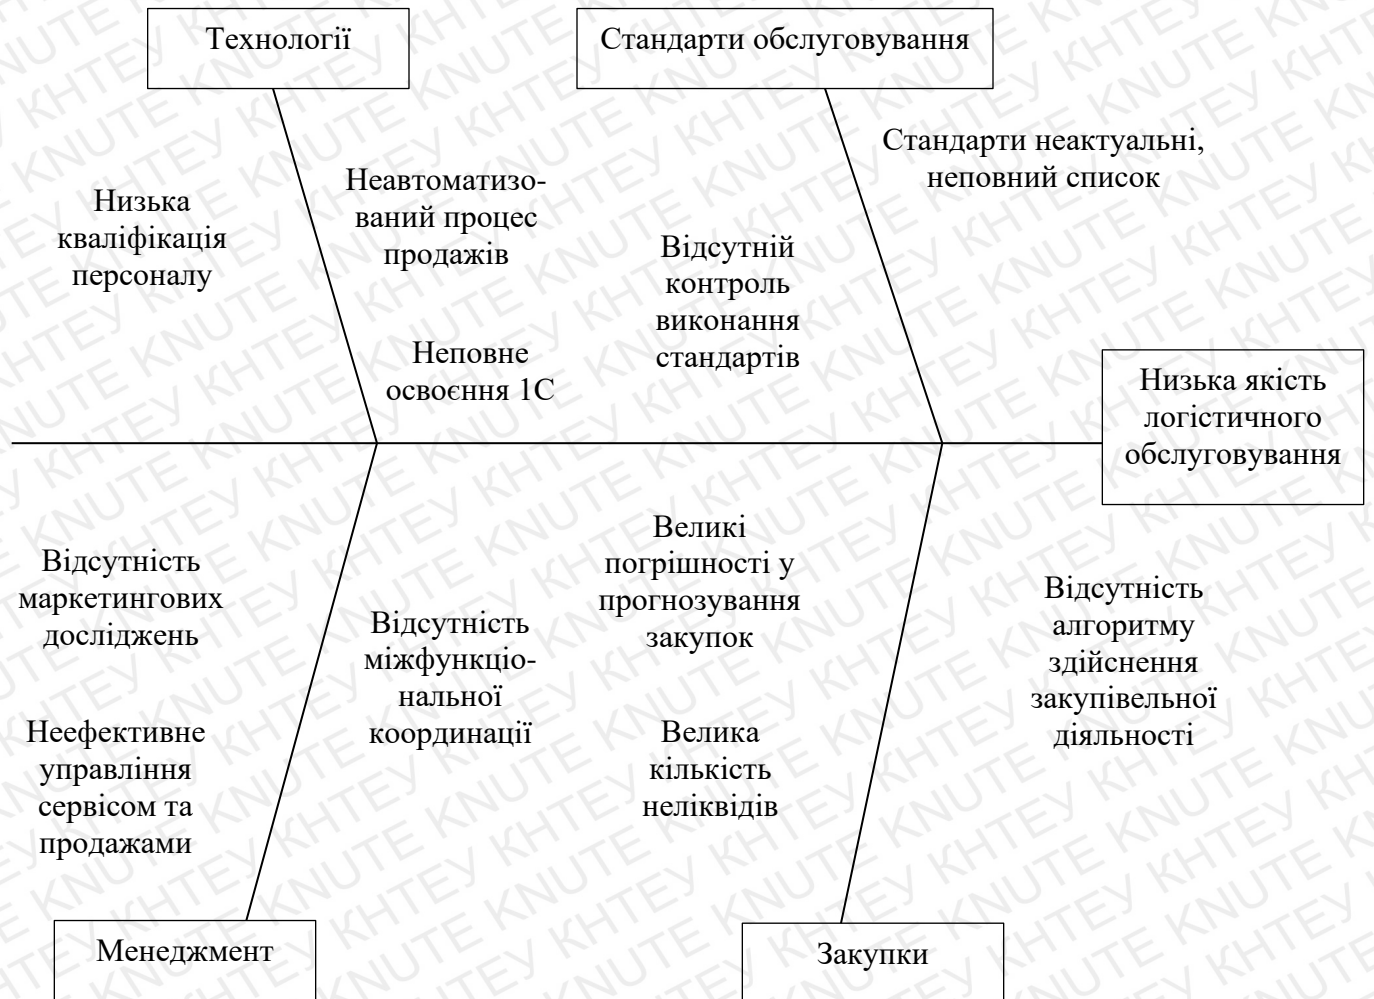 Технології
Стандарти обслуговування
Стандарти неактуальні,
неповний список
Низька
кваліфікація
персоналу
Неавтоматизо-
ваний процес
продажів
Відсутній
контроль
виконання
стандартів
Неповне
освоєння 1С
Низька якість
логістичного
обслуговування
Відсутність
маркетингових
досліджень
Відсутність
міжфункціо-
нальної
координації
Великі
погрішності у
прогнозування
закупок
Відсутність
алгоритму
здійснення
закупівельної
діяльності
Неефективне
управління
сервісом та
продажами
Велика
кількість
неліквідів
Менеджмент
Закупки